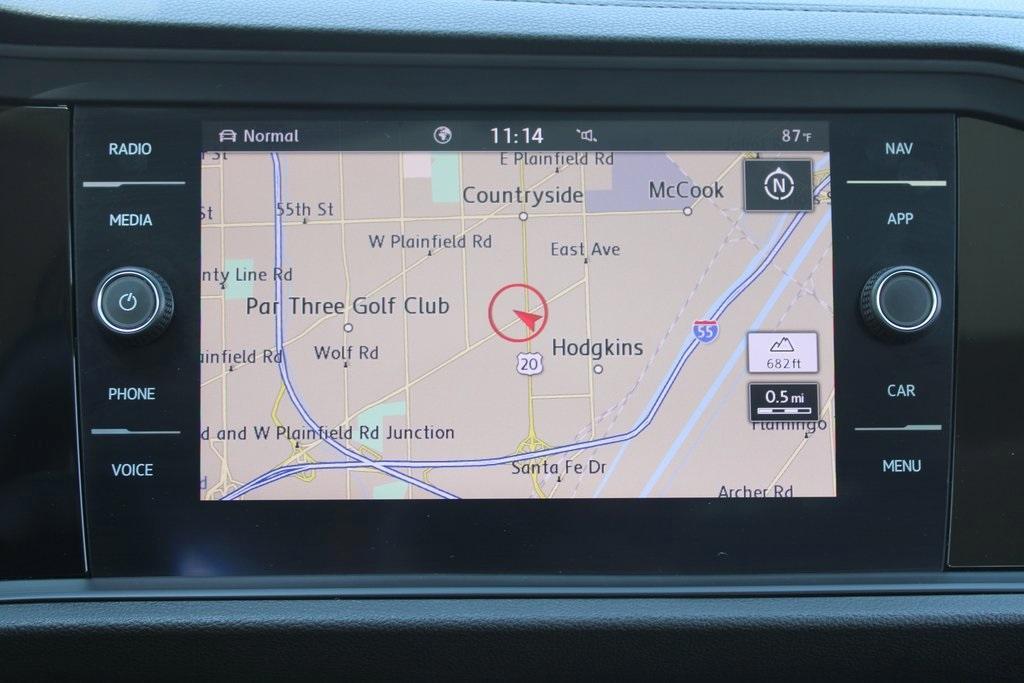 RADIO
MEDIA
PHONE
VOICE
Normal
11:14
87°F
E Plainfield Rd
Countryside
McCook
N
55th St
St
W Plainfield Rd
East Ave
nty Line Rd
Par Three Golf Club
55
20
Hodgkins
ainfield Rd
Wolf Rd
682ft
0.5 mi
Flamingo
d and W Plainfield Rd Junction
Santa Fe Dr
Archer Rd
NAV
APP
CAR
MENU